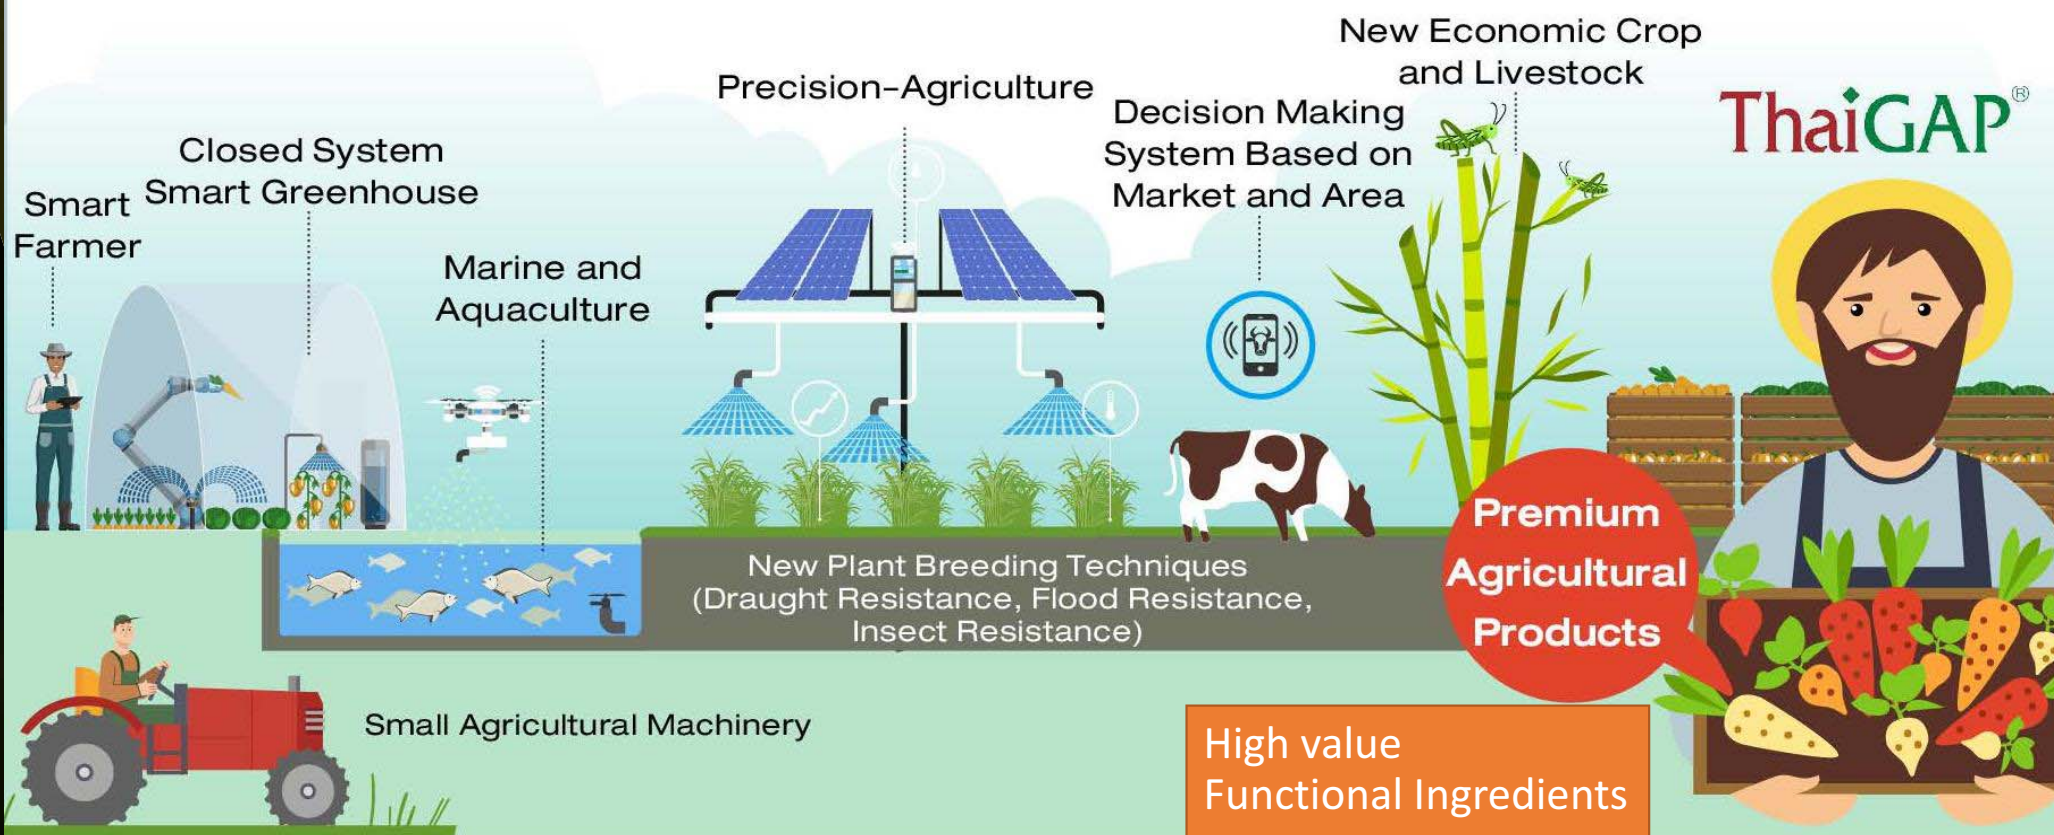 Smart
Farmer
Closed System
Smart Greenhouse
Marine and
Aquaculture
Precision-Agriculture
Decision Making
System Based on
Market and Area
New Economic Crop
and Livestock
ThaiGAP®
New Plant Breeding Techniques
(Draught Resistance, Flood Resistance,
Insect Resistance)
Premium
Agricultural
Products
Small Agricultural Machinery
High value
Functional Ingredients